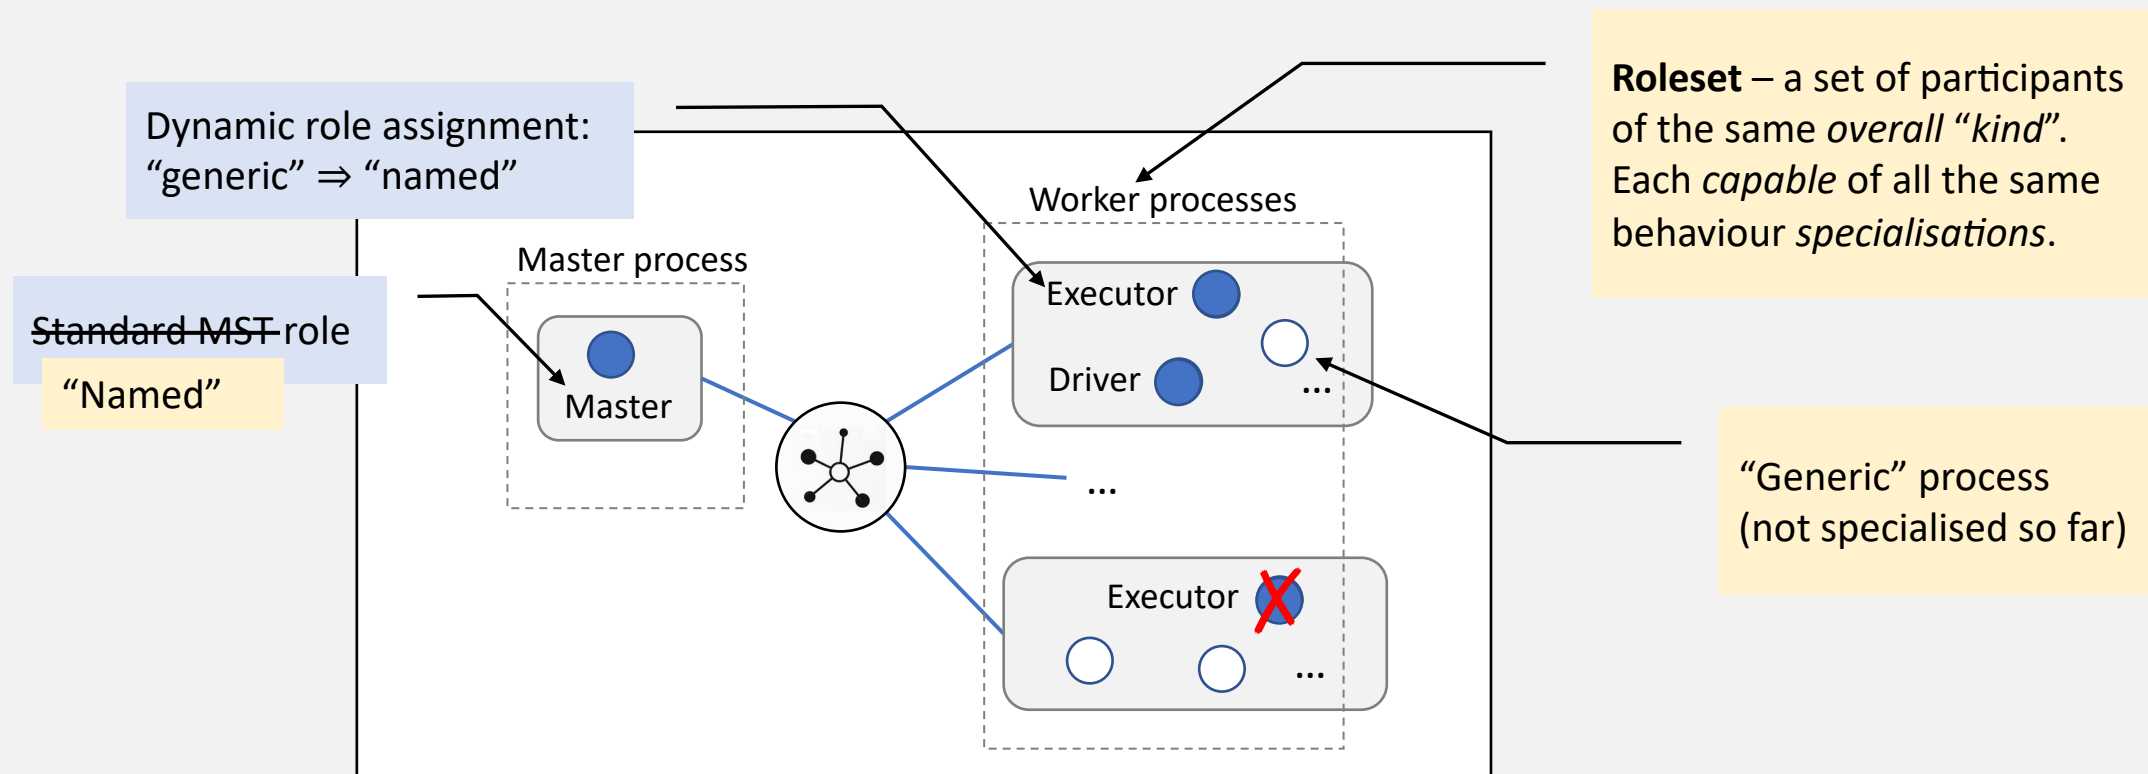 Dynamic role assignment:
“generic” ⇒ “named”
Standard MST role
“Named”
Master process
Master
Worker processes
Executor
Driver
...
...
Executor
...
Roleset – a set of participants
of the same overall “kind”.
Each capable of all the same
behaviour specialisations.
“Generic” process
(not specialised so far)